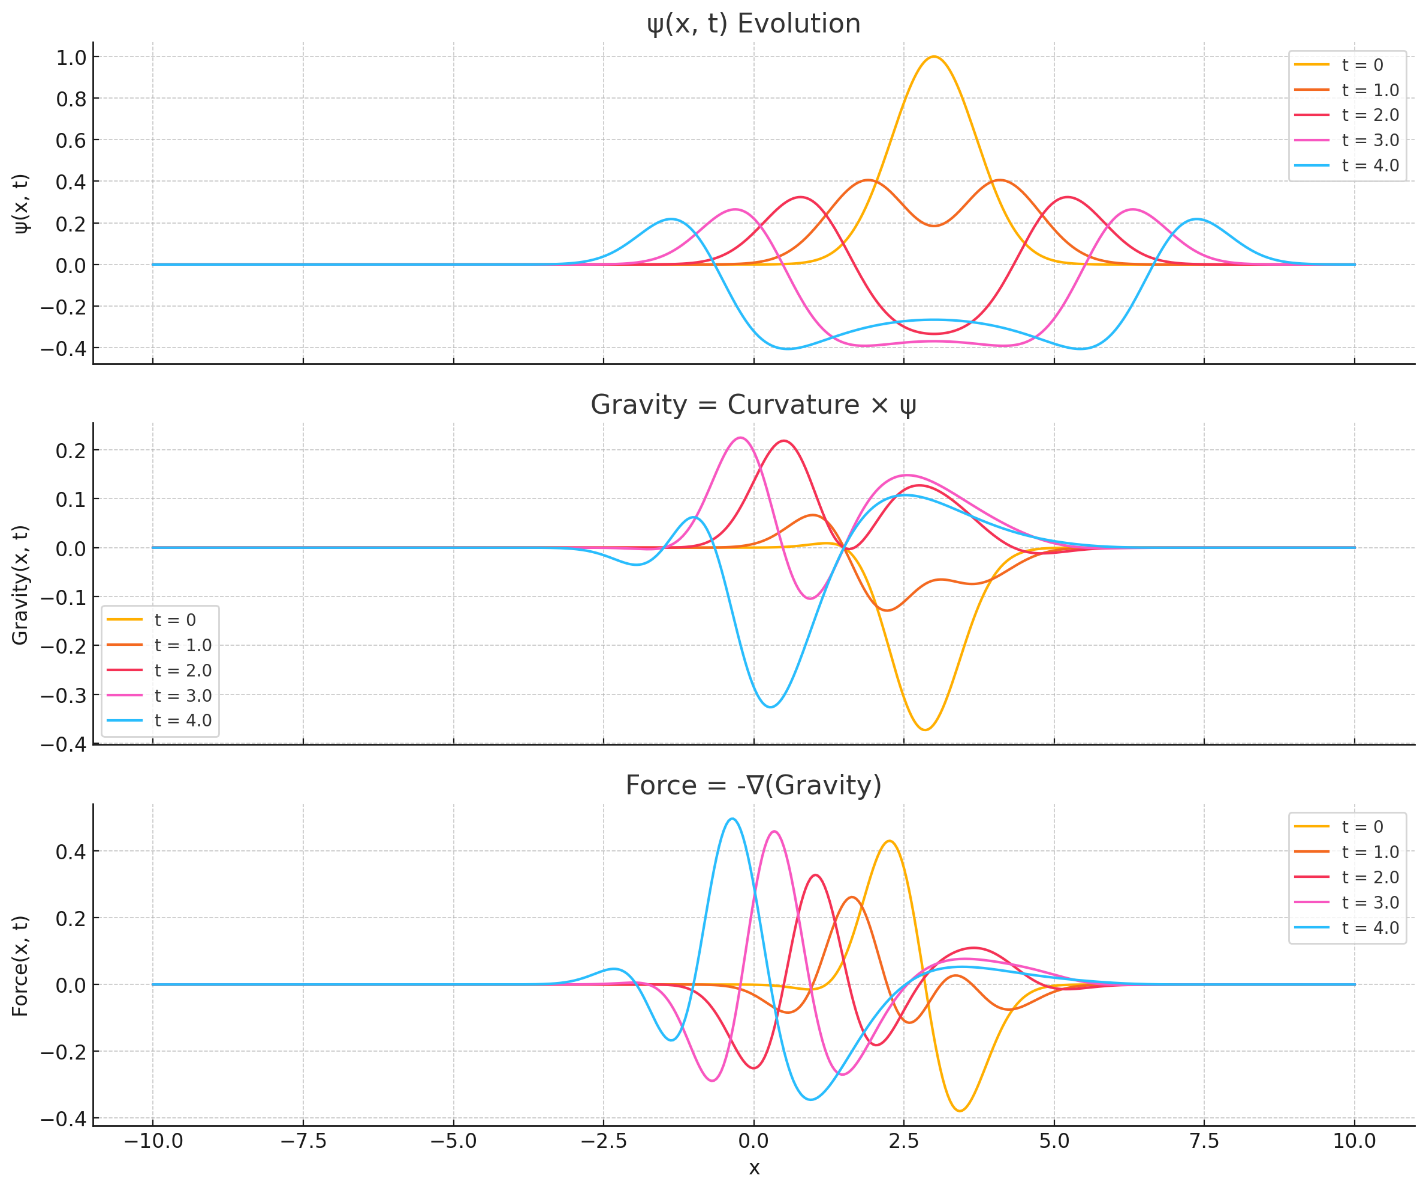 ψ(x, t) Evolution
ψ(x, t)
1.0
0.8
0.6
0.4
0.2
0.0
−0.2
−0.4
t = 0
t = 1.0
t = 2.0
t = 3.0
t = 4.0
Gravity = Curvature × ψ
Gravity(x, t)
0.2
0.1
0.0
−0.1
−0.2
−0.3
−0.4
t = 0
t = 1.0
t = 2.0
t = 3.0
t = 4.0
Force = -∇(Gravity)
Force(x, t)
0.4
0.2
0.0
−0.2
−0.4
t = 0
t = 1.0
t = 2.0
t = 3.0
t = 4.0
−10.0 −7.5 −5.0 −2.5 0.0 2.5 5.0 7.5 10.0
x